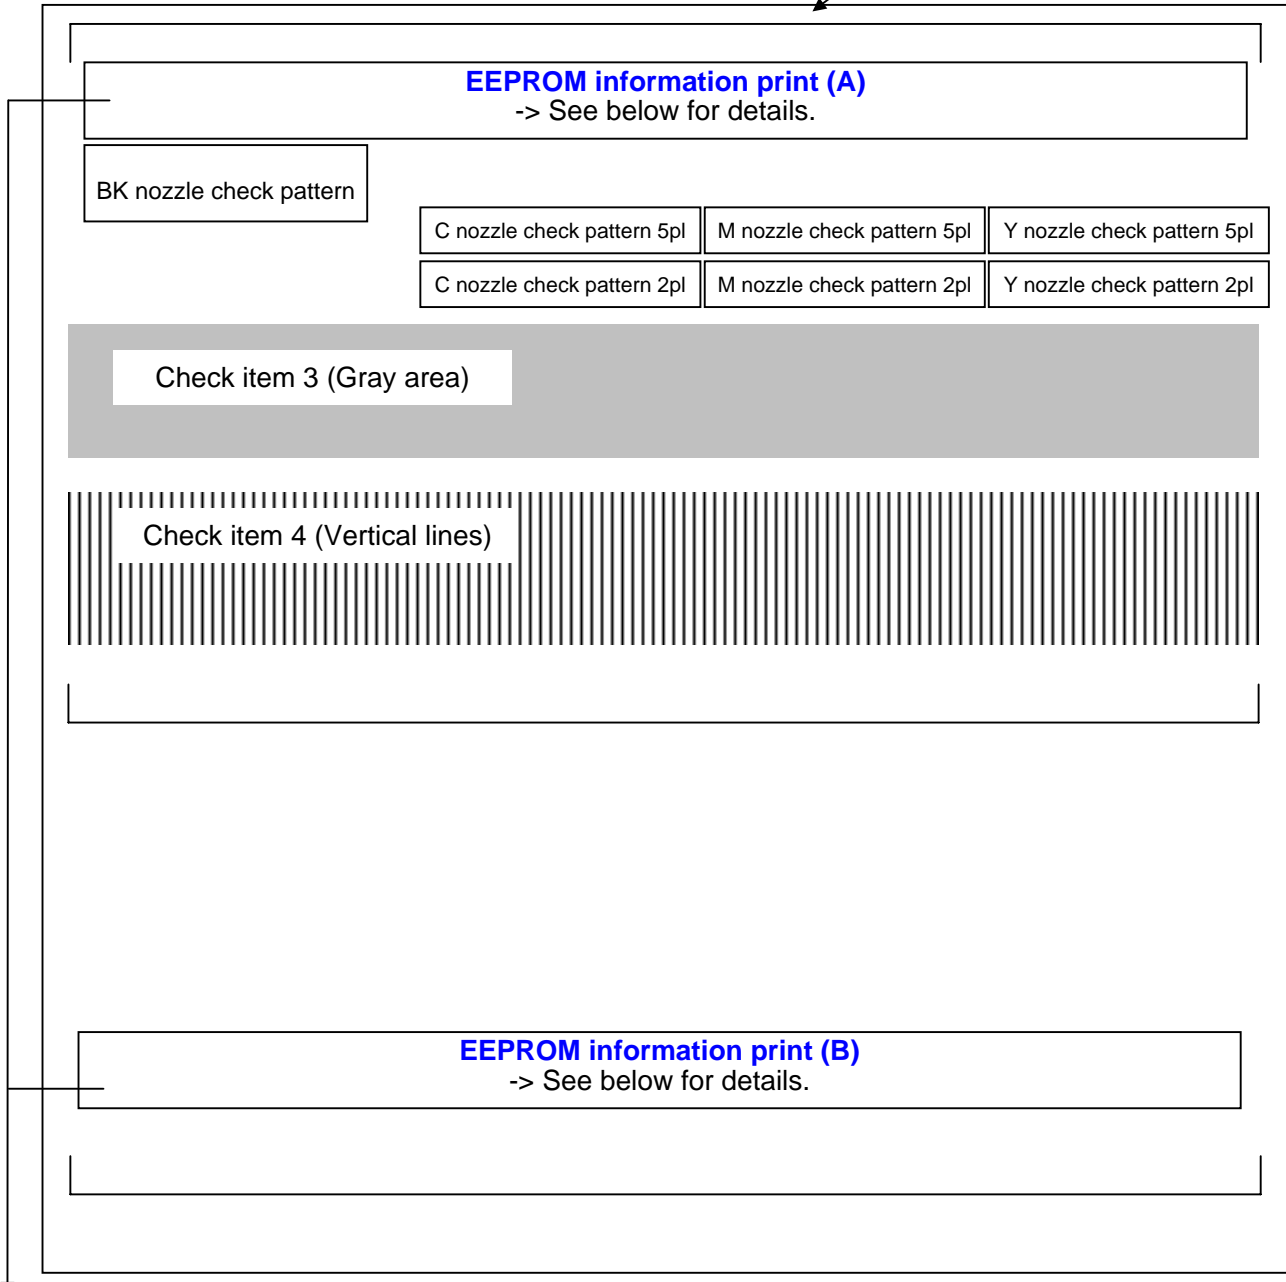 EEPROM information print (A)
-> See below for details.
BK nozzle check pattern
C nozzle check pattern 5pl
M nozzle check pattern 5pl
Y nozzle check pattern 5pl
C nozzle check pattern 2pl
M nozzle check pattern 2pl
Y nozzle check pattern 2pl
Check item 3 (Gray area)
Check item 4 (Vertical lines)
EEPROM information print (B)
-> See below for details.